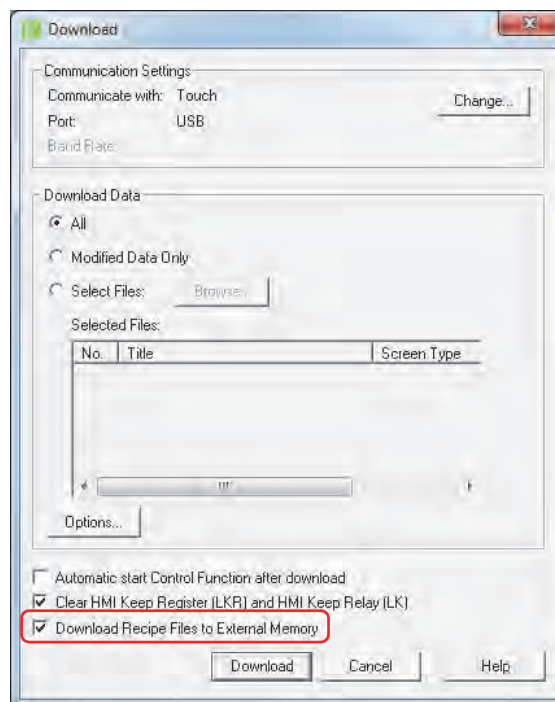 Download
Communication Settings
Communicate with: Touch
Change...
Port: USB
Baud Rate:
Download Data
All
Modified Data Only
Select Files: Browse...
Selected Files:
No. Title Screen Type
Options...
Automatic start Control Function after download
Clear HMI Keep Register (LKR) and HMI Keep Relay (LK)
Download Recipe Files to External Memory
Download Cancel Help